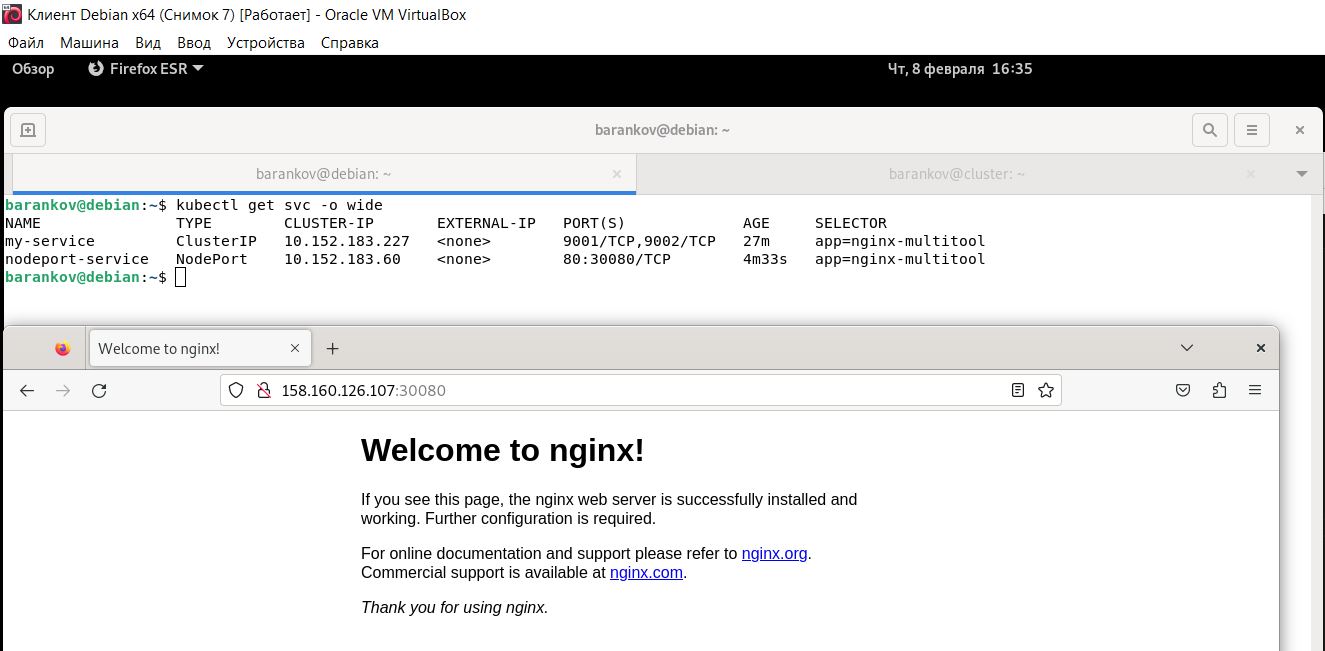 Клиент Debian x64 (Снимок 7) [Работает] - Oracle VM VirtualBox
Файл Машина Вид Ввод Устройства Справка
Обзор Firefox ESR Чт, 8 февраля 16:35
barankov@debian: ~
barankov@debian: ~ barankov@cluster: ~
barankov@debian:~$ kubectl get svc -o wide
NAME TYPE CLUSTER-IP EXTERNAL-IP PORT(S) AGE SELECTOR
my-service ClusterIP 10.152.183.227 <none> 9001/TCP,9002/TCP 27m app=nginx-multitool
nodeport-service NodePort 10.152.183.60 <none> 80:30080/TCP 4m33s app=nginx-multitool
barankov@debian:~$
Welcome to nginx!
158.160.126.107:30080
Welcome to nginx!
If you see this page, the nginx web server is successfully installed and
working. Further configuration is required.
For online documentation and support please refer to nginx.org.
Commercial support is available at nginx.com.
Thank you for using nginx.